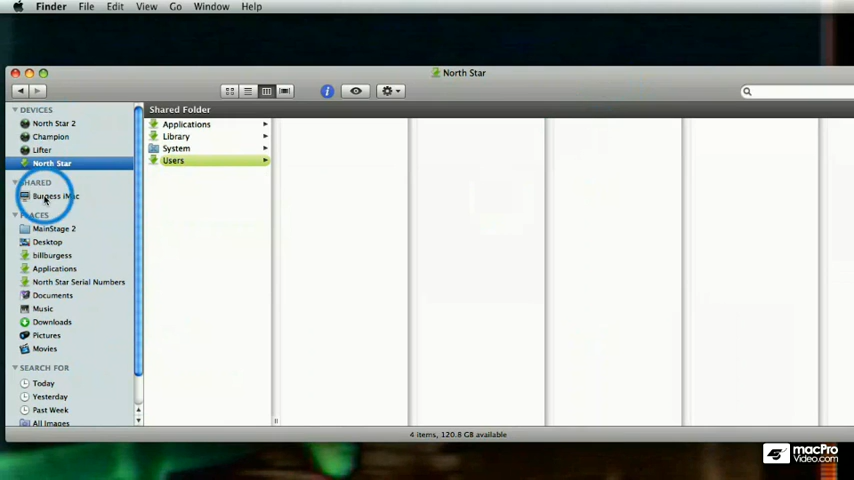 Finder File Edit View Go Window Help
North Star
DEVICES
North Star 2
Champion
Lifter
North Star
SHARED
Burgess iMac
PLACES
MainStage 2
Desktop
billburgess
Applications
North Star Serial Numbers
Documents
Music
Downloads
Pictures
Movies
SEARCH FOR
Today
Yesterday
Past Week
All Images
Shared Folder
Applications
Library
System
Users
4 items, 120.8 GB available
macPro
Video.com